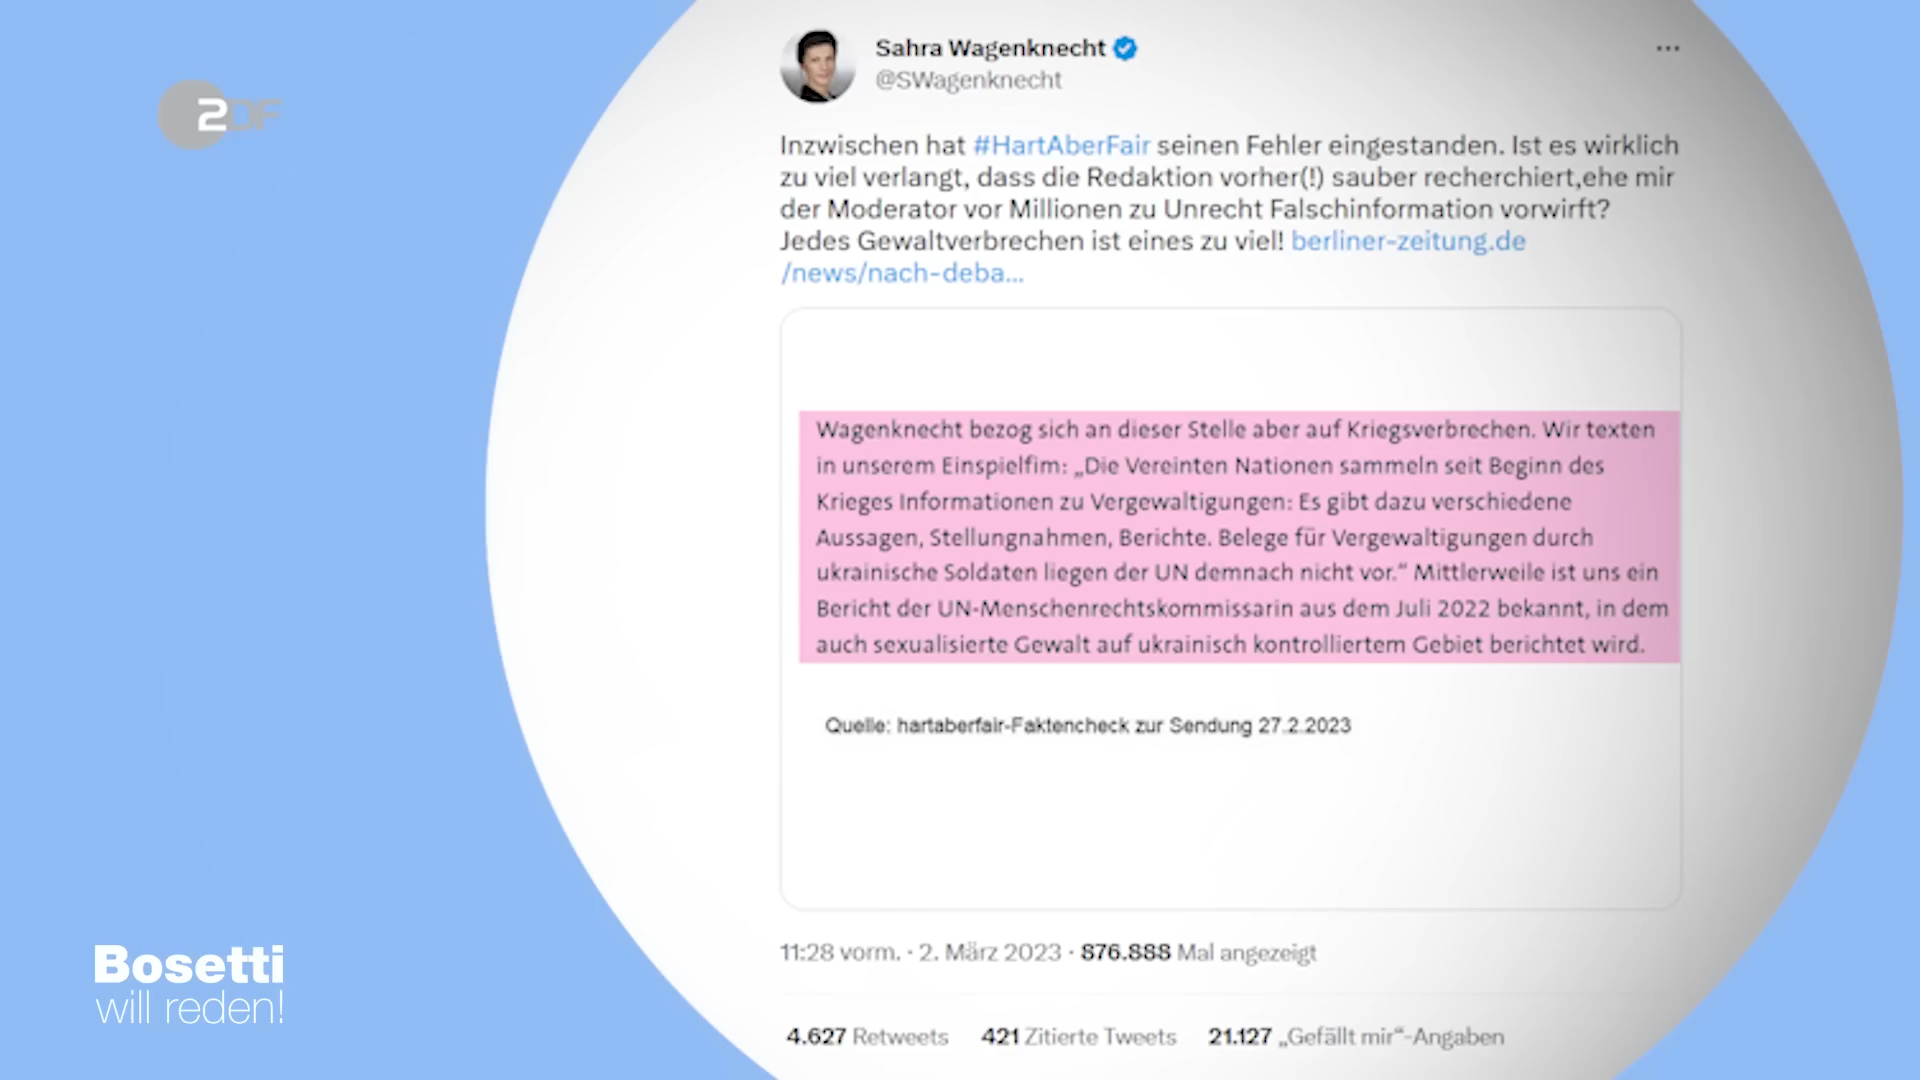 ZDF
Sahra Wagenknecht
@SWagenknecht
Inzwischen hat #HartAberFair seinen Fehler eingestanden. Ist es wirklich
zu viel verlangt, dass die Redaktion vorher(!) sauber recherchiert,ehe mir
der Moderator vor Millionen zu Unrecht Falschinformation vorwirft?
Jedes Gewaltverbrechen ist eines zu viel! berliner-zeitung.de
/news/nach-deba...
Wagenknecht bezog sich an dieser Stelle aber auf Kriegsverbrechen. Wir texten
in unserem Einspielfim: „Die Vereinten Nationen sammeln seit Beginn des
Krieges Informationen zu Vergewaltigungen: Es gibt dazu verschiedene
Aussagen, Stellungnahmen, Berichte. Belege für Vergewaltigungen durch
ukrainische Soldaten liegen der UN demnach nicht vor.“ Mittlerweile ist uns ein
Bericht der UN-Menschenrechtskommissarin aus dem Juli 2022 bekannt, in dem
auch sexualisierte Gewalt auf ukrainisch kontrolliertem Gebiet berichtet wird.
Quelle: hartaberfair-Faktencheck zur Sendung 27.2.2023
11:28 vorm. · 2. März 2023 · 876.888 Mal angezeigt
4.627 Retweets 421 Zitierte Tweets 21.127 „Gefällt mir“-Angaben
Bosetti
will reden!